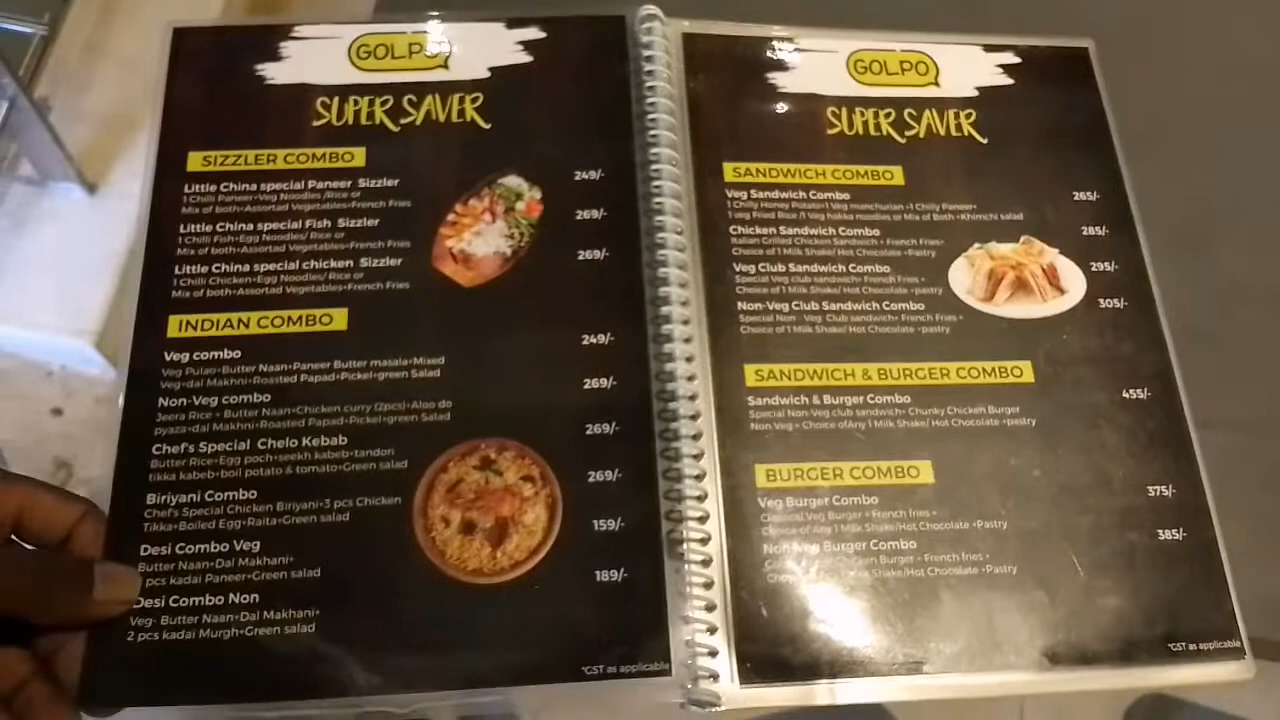 GOLPO
SUPER SAVER
SIZZLER COMBO
Little China special Paneer Sizzler 249/-
1 Chilli Paneer+Veg Noodles /Rice or
Mix of both+Assorted Vegetables+French Fries
Little China special Fish Sizzler 269/-
1 Chilli Fish+Egg Noodles/ Rice or
Mix of both+Assorted Vegetables+French Fries
Little China special chicken Sizzler 269/-
1 Chilli Chicken+Egg Noodles/ Rice or
Mix of both+Assorted Vegetables+French Fries
INDIAN COMBO
Veg combo 249/-
Veg Pulao+Butter Naan+Paneer Butter masala+Mixed
Veg+dal Makhni+Roasted Papad+Pickel+green Salad
Non-Veg combo 269/-
Jeera Rice + Butter Naan+Chicken curry (2pcs)+Aloo do
pyaza+dal Makhni+Roasted Papad+Pickel+green Salad
Chef's Special Chelo Kebab 269/-
Butter Rice+Egg poch+seekh kabeb+tandori
tikka kabeb+boil potato & tomato+Green salad
Biriyani Combo 269/-
Chef's Special Chicken Biriyani+3 pcs Chicken
Tikka+Boiled Egg+Raita+Green salad
Desi Combo Veg 159/-
Butter Naan+Dal Makhani+
pcs kadai Paneer+Green salad
Desi Combo Non 189/-
Veg- Butter Naan+Dal Makhani+
2 pcs kadai Murgh+Green salad
*GST as applicable
GOLPO
SUPER SAVER
SANDWICH COMBO
Veg Sandwich Combo 265/-
1 Chilly Honey Potato+1 Veg manchurian +1 Chilly Paneer+
1 veg Fried Rice /1 Veg hakka noodles or Mix of Both +Khimchi salad
Chicken Sandwich Combo 285/-
Italian Grilled Chicken Sandwich + French Fries+
Choice of 1 Milk Shake/ Hot Chocolate +Pastry
Veg Club Sandwich Combo 295/-
Special Veg club sandwich+ French Fries +
Choice of 1 Milk Shake/ Hot Chocolate +pastry
Non-Veg Club Sandwich Combo 305/-
Special Non - Veg Club sandwich+ French Fries +
Choice of 1 Milk Shake/ Hot Chocolate +pastry
SANDWICH & BURGER COMBO
Sandwich & Burger Combo 455/-
Special Non-Veg club sandwich+ Chunky Chicken Burger
Non Veg + Choice ofAny 1 Milk Shake/ Hot Chocolate +pastry
BURGER COMBO
Veg Burger Combo 375/-
Classical Veg Burger + French fries +
Choice of Any 1 Milk Shake/Hot Chocolate +Pastry
Non-Veg Burger Combo 385/-
Chicken Burger + French fries +
Shake/Hot Chocolate +Pastry
*GST as applicable